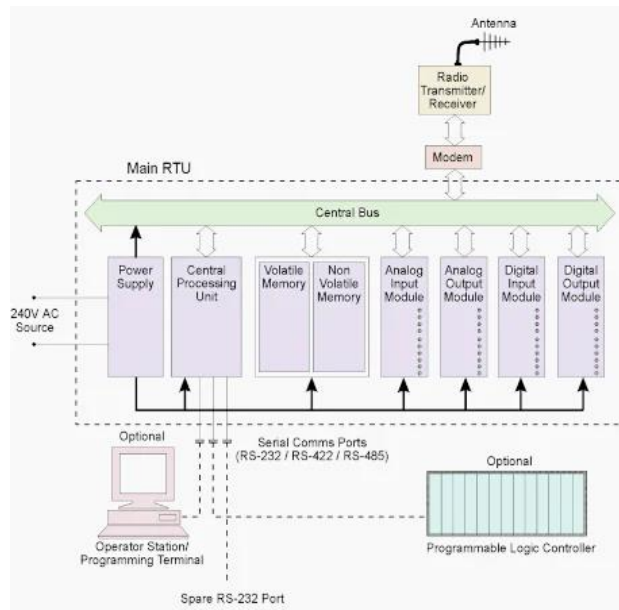 Antenna
Radio
Transmitter/
Receiver
Modem
Main RTU
Central Bus
Power
Supply
Central
Processing
Unit
Volatile
Memory
Non
Volatile
Memory
Analog
Input
Module
Analog
Output
Module
Digital
Input
Module
Digital
Output
Module
240V AC
Source
Optional
Serial Comms Ports
(RS-232 / RS-422 / RS-485)
Optional
Operator Station/
Programming Terminal
Programmable Logic Controller
Spare RS-232 Port